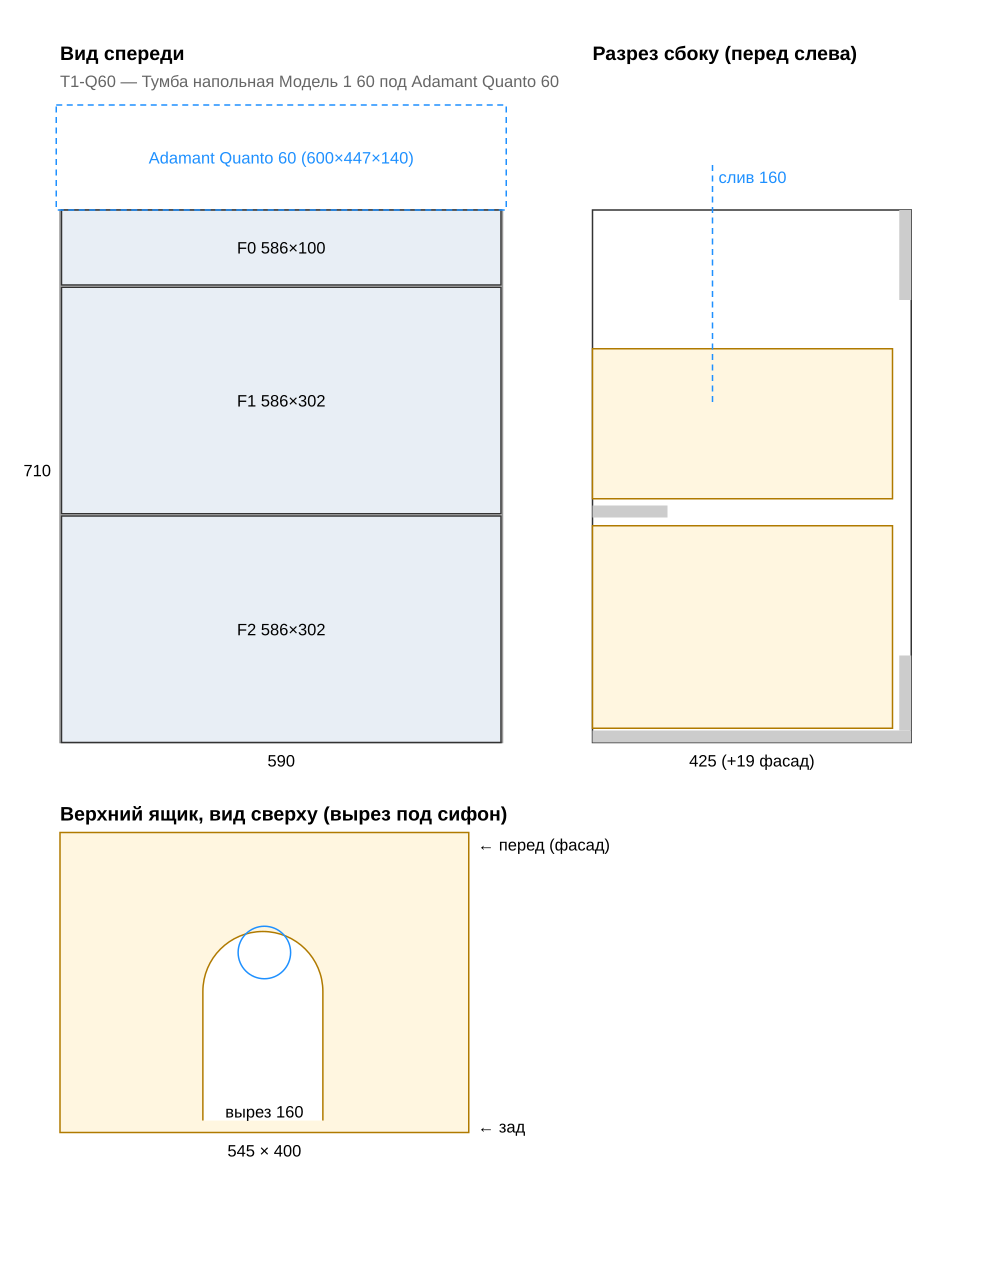 Вид спереди
Разрез сбоку (перед слева)
T1-Q60 — Тумба напольная Модель 1 60 под Adamant Quanto 60
Adamant Quanto 60 (600×447×140)
слив 160
F0 586×100
F1 586×302
710
F2 586×302
590
425 (+19 фасад)
Верхний ящик, вид сверху (вырез под сифон)
← перед (фасад)
вырез 160
← зад
545 × 400